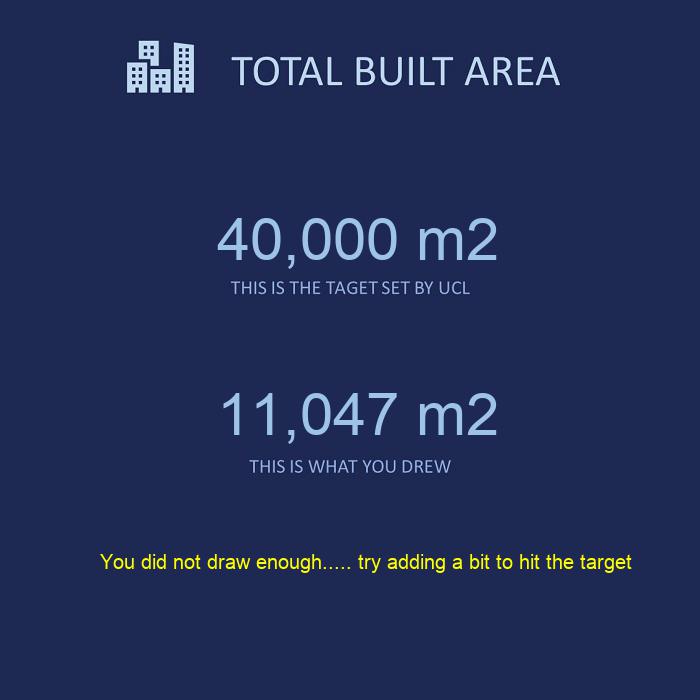 TOTAL BUILT AREA
40,000 m2
THIS IS THE TAGET SET BY UCL
11,047 m2
THIS IS WHAT YOU DREW
You did not draw enough..... try adding a bit to hit the target